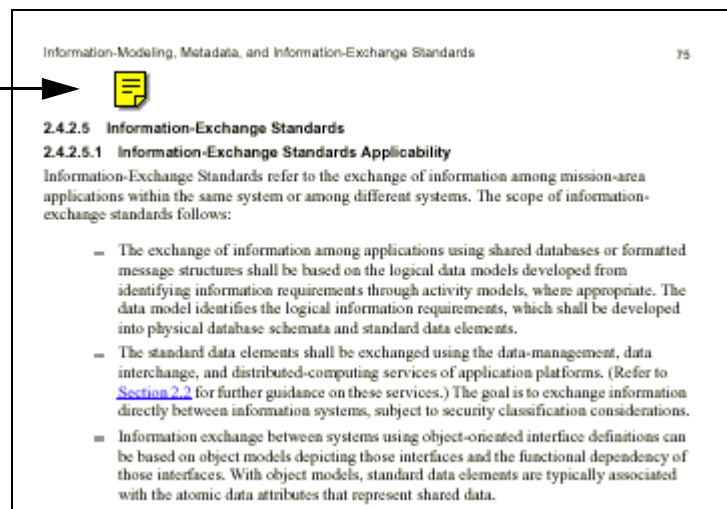 Information-Modeling, Metadata, and Information-Exchange Standards 75
2.4.2.5 Information-Exchange Standards
2.4.2.5.1 Information-Exchange Standards Applicability
Information-Exchange Standards refer to the exchange of information among mission-area
applications within the same system or among different systems. The scope of information-
exchange standards follows:
– The exchange of information among applications using shared databases or formatted
message structures shall be based on the logical data models developed from
identifying information requirements through activity models, where appropriate. The
data model identifies the logical information requirements, which shall be developed
into physical database schemata and standard data elements.
– The standard data elements shall be exchanged using the data-management, data
interchange, and distributed-computing services of application platforms. (Refer to
Section 2.2 for further guidance on these services.) The goal is to exchange information
directly between information systems, subject to security classification considerations.
– Information exchange between systems using object-oriented interface definitions can
be based on object models depicting those interfaces and the functional dependency of
those interfaces. With object models, standard data elements are typically associated
with the atomic data attributes that represent shared data.